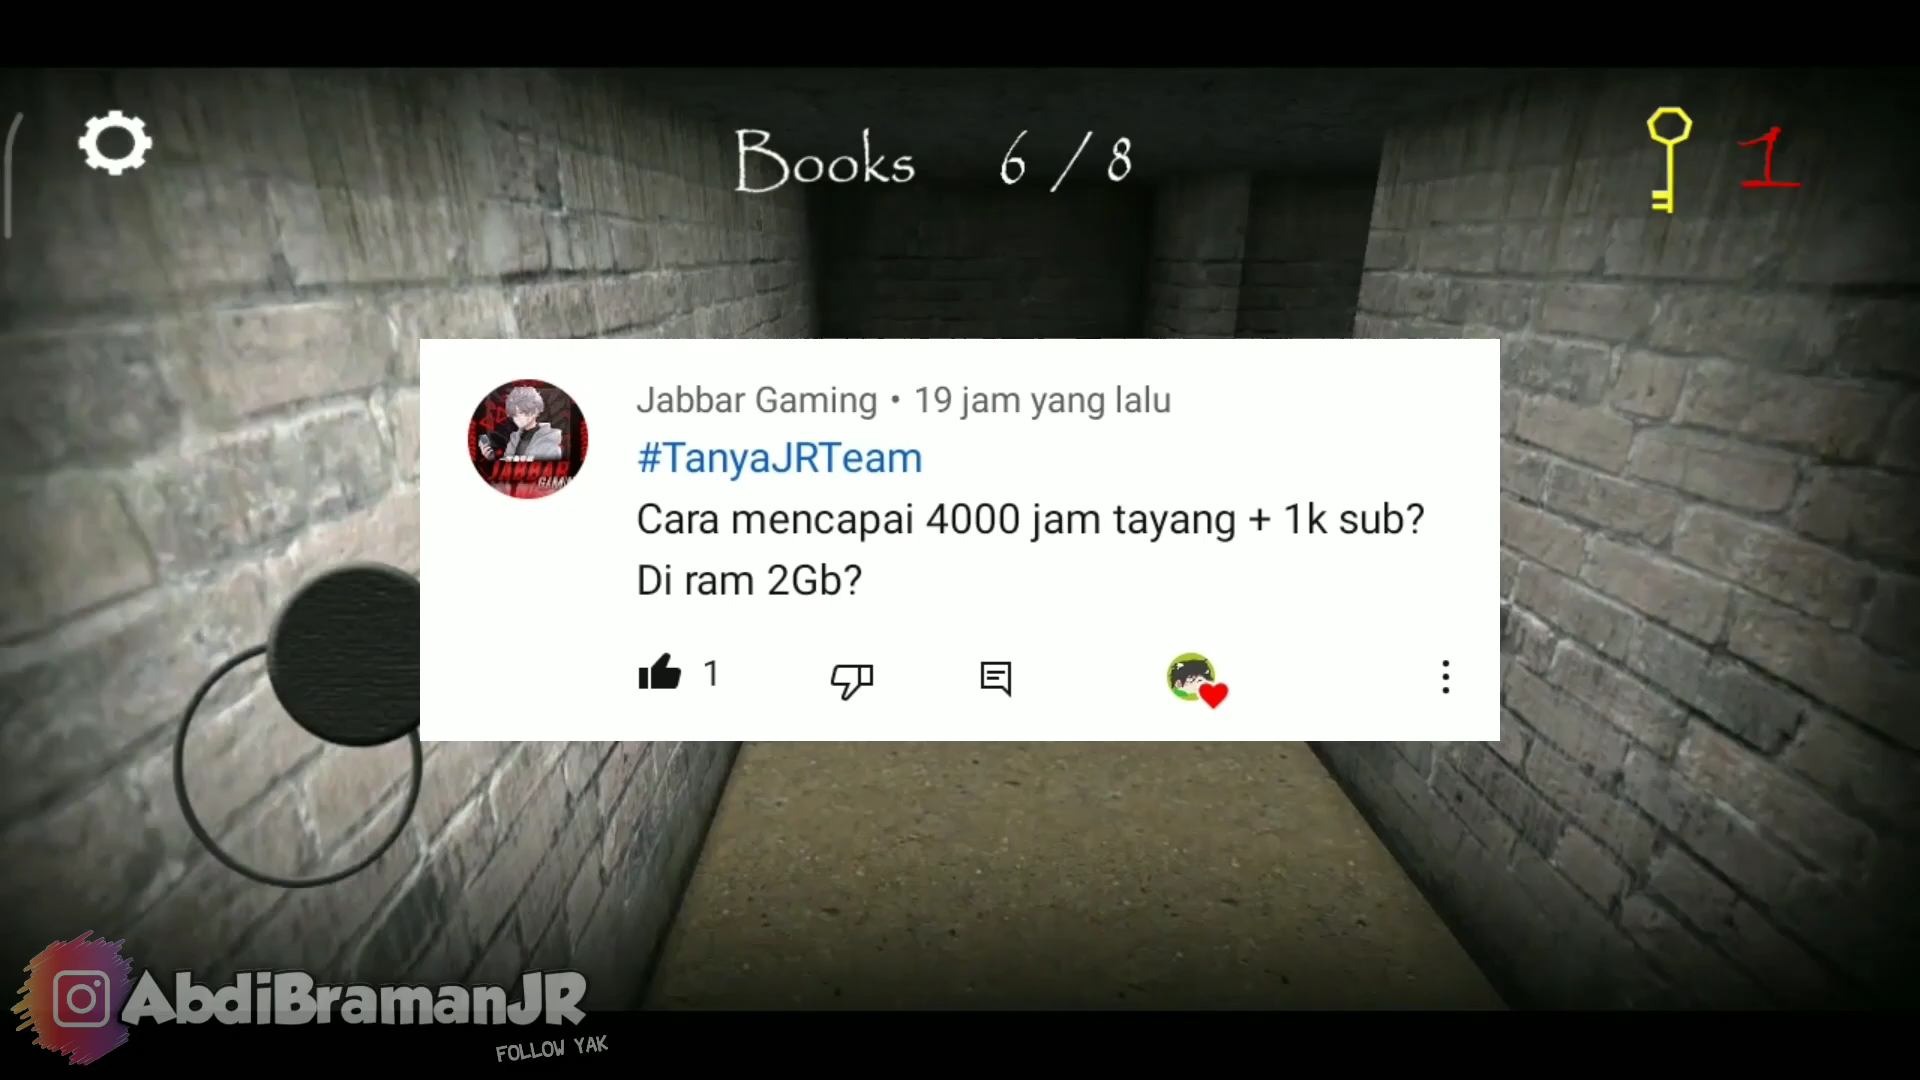 Books 6 / 8
1
Jabbar Gaming • 19 jam yang lalu
#TanyaJRTeam
Cara mencapai 4000 jam tayang + 1k sub?
Di ram 2Gb?
1
JABBAR
AbdiBramanJR
FOLLOW YAK